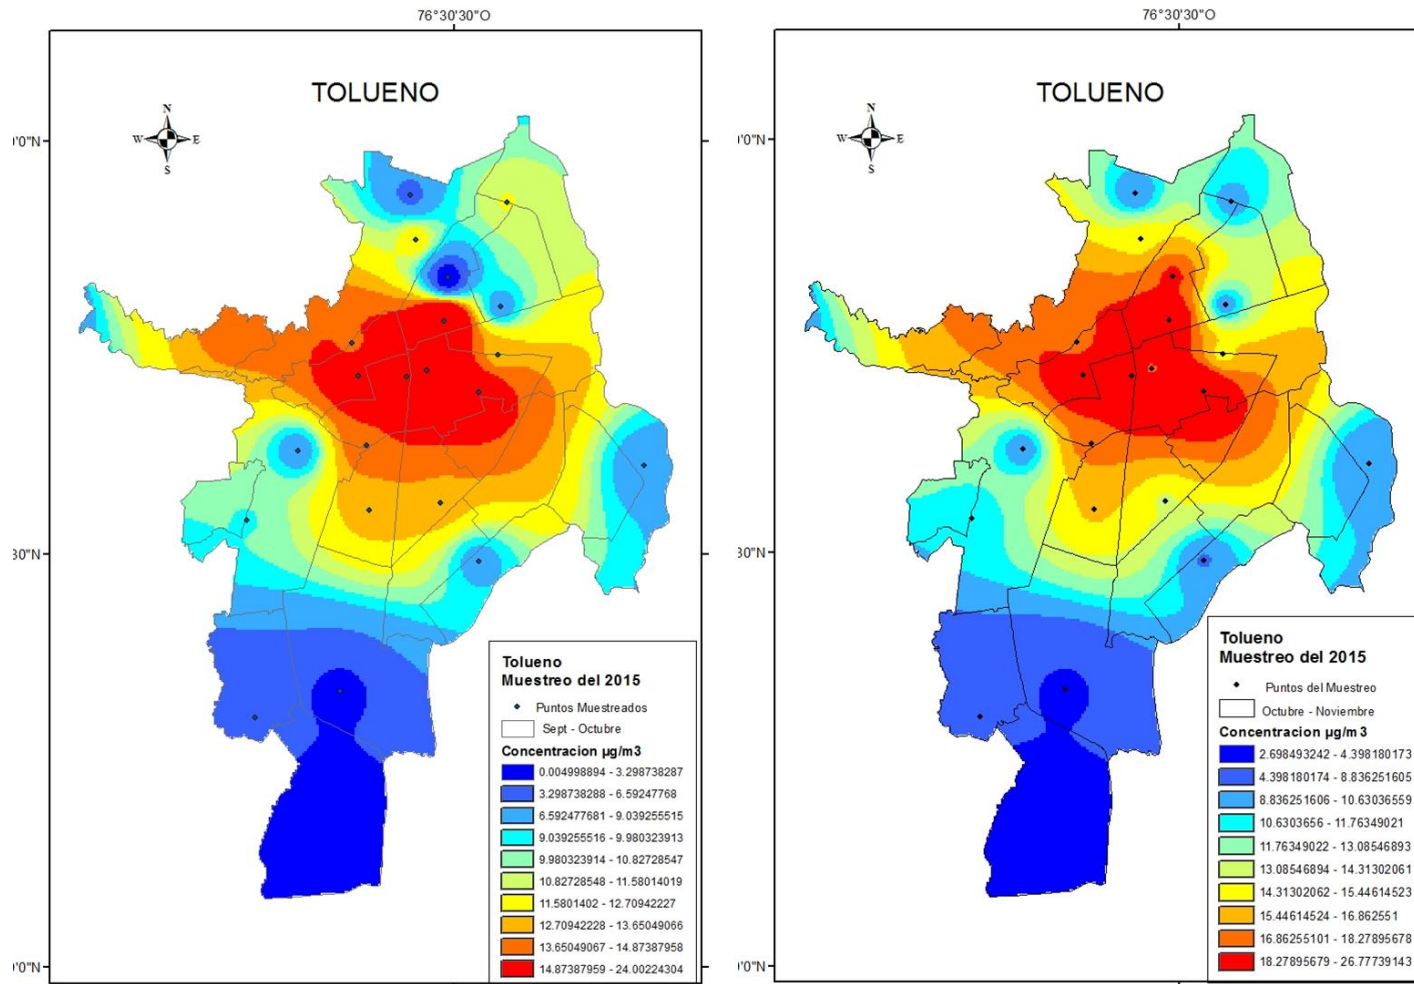 76°30'30"O
TOLUENO
N
W
E
S
'0"N
30"N
'0"N
Tolueno
Muestreo del 2015
Puntos Muestreados
Sept - Octubre
Concentracion µg/m3
0.004998894 - 3.298738287
3.298738288 - 6.59247768
6.592477681 - 9.039255515
9.039255516 - 9.980323913
9.980323914 - 10.82728547
10.82728548 - 11.58014019
11.5801402 - 12.70942227
12.70942228 - 13.65049066
13.65049067 - 14.87387958
14.87387959 - 24.00224304
76°30'30"O
TOLUENO
N
W
E
S
'0"N
30"N
'0"N
Tolueno
Muestreo del 2015
Puntos del Muestreo
Octubre - Noviembre
Concentracion µg/m 3
2.698493242 - 4.398180173
4.398180174 - 8.836251605
8.836251606 - 10.63036559
10.6303656 - 11.76349021
11.76349022 - 13.08546893
13.08546894 - 14.31302061
14.31302062 - 15.44614523
15.44614524 - 16.862551
16.86255101 - 18.27895678
18.27895679 - 26.77739143